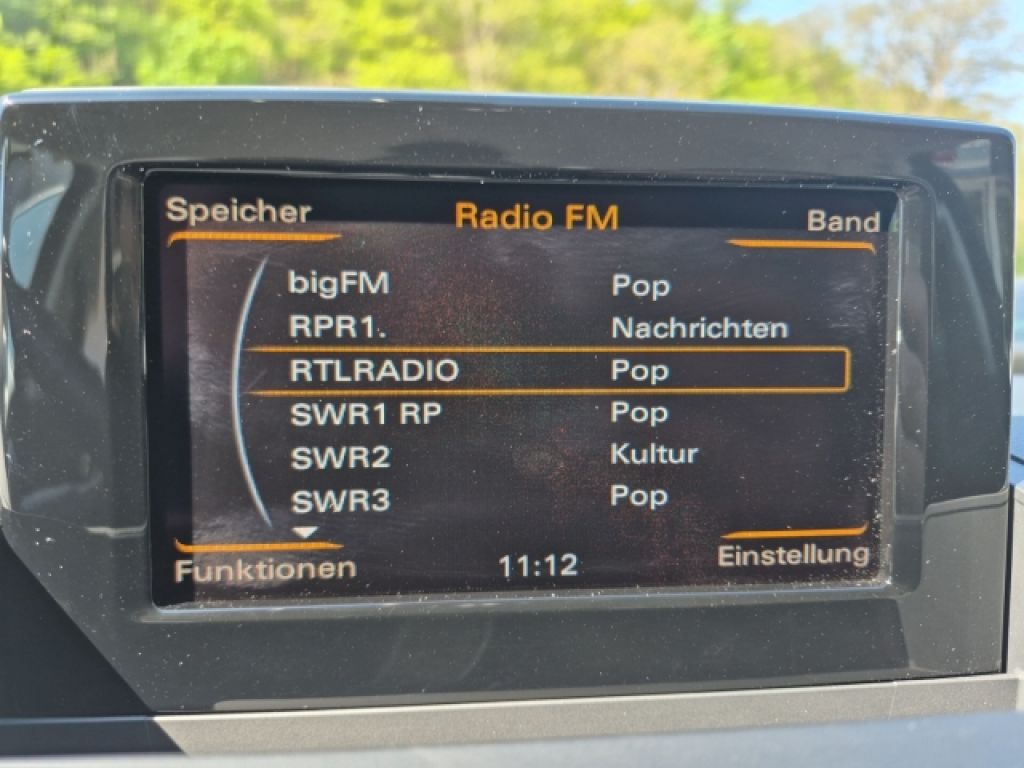 Speicher Radio FM Band
bigFM Pop
RPR1. Nachrichten
RTLRADIO Pop
SWR1 RP Pop
SWR2 Kultur
SWR3 Pop
Funktionen 11:12 Einstellung